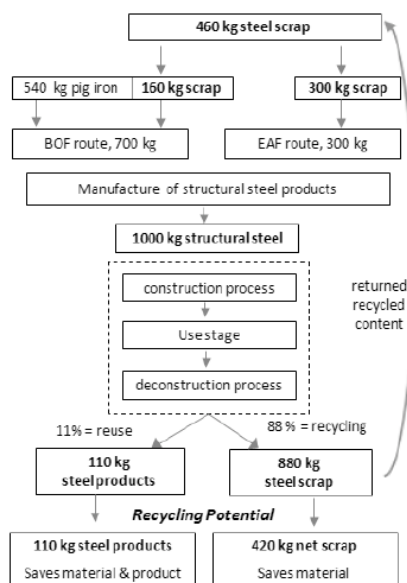 460 kg steel scrap
540 kg pig iron
160 kg scrap
300 kg scrap
BOF route, 700 kg
EAF route, 300 kg
Manufacture of structural steel products
1000 kg structural steel
construction process
Use stage
deconstruction process
returned
recycled
content
11% = reuse
88 % = recycling
110 kg
steel products
880 kg
steel scrap
Recycling Potential
110 kg steel products
Saves material & product
420 kg net scrap
Saves material